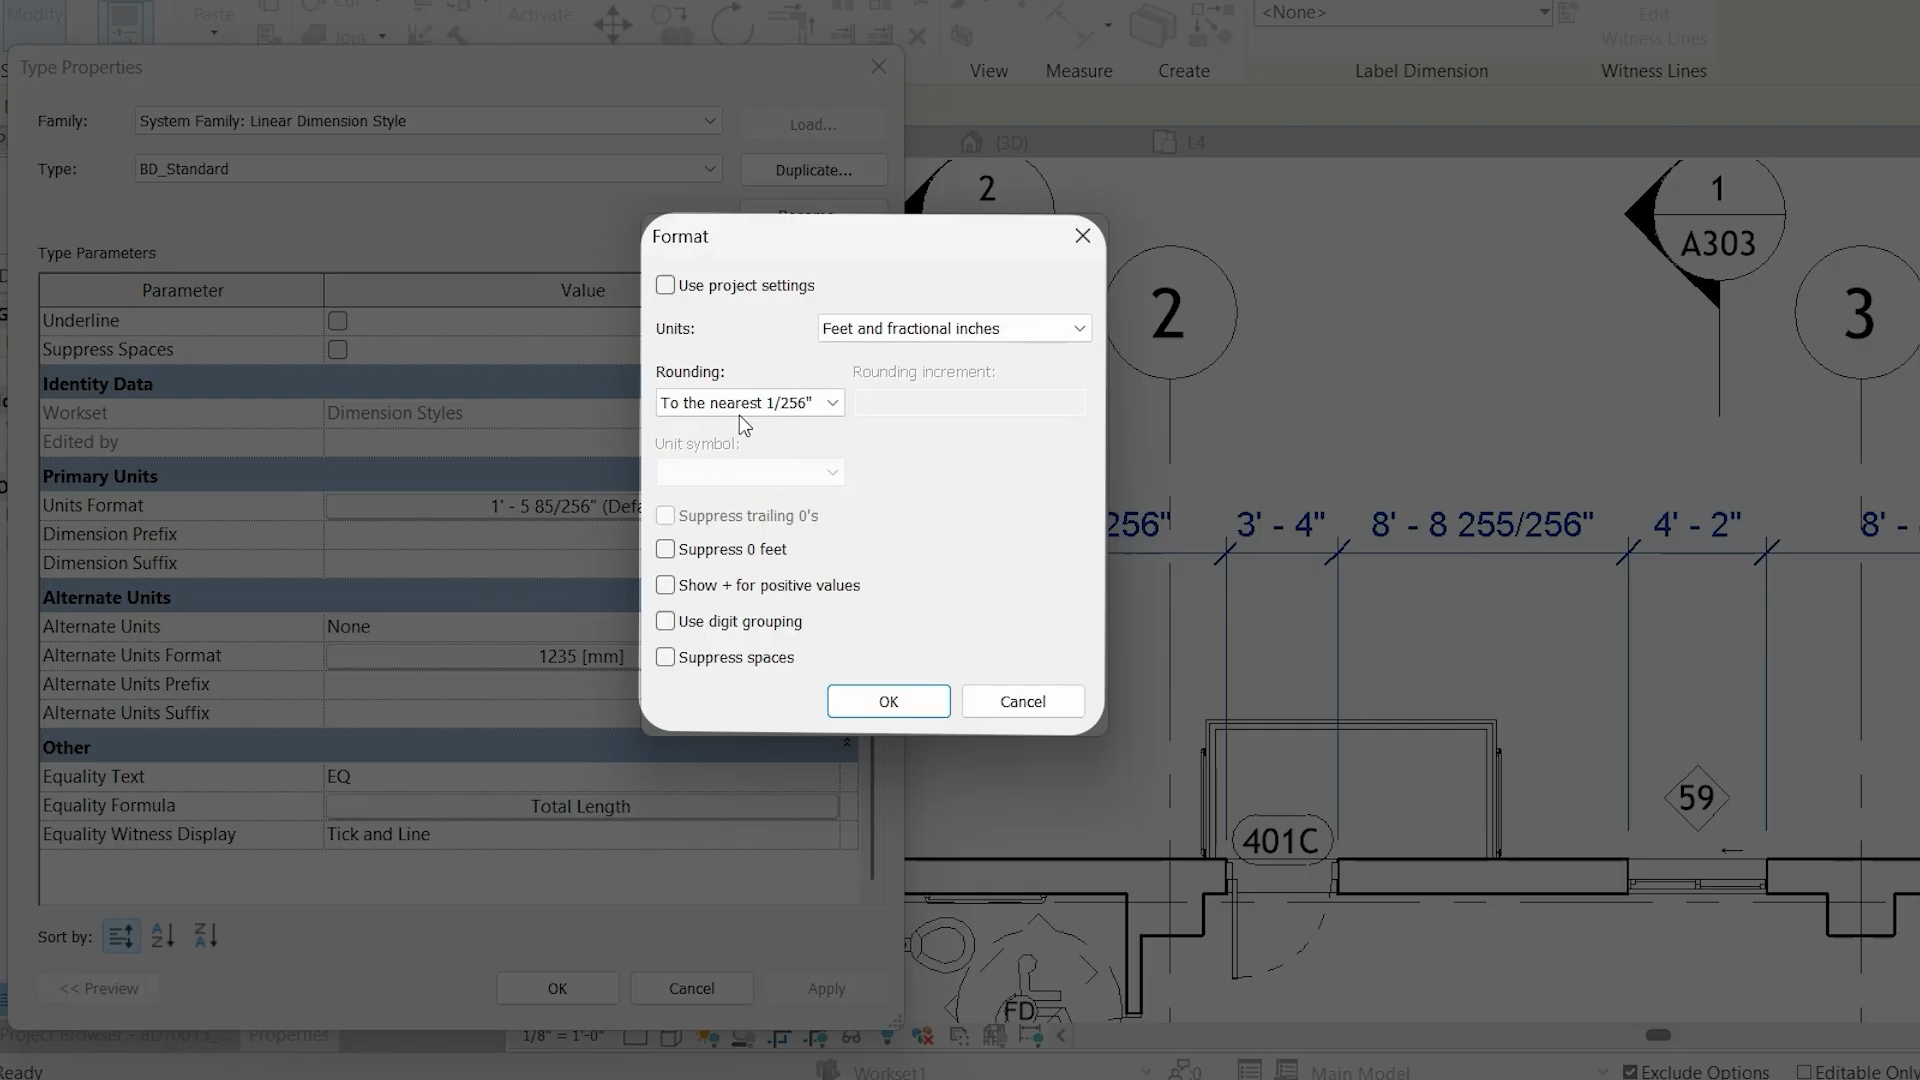 Modify
Paste
Cut
Join
Activate
<None>
Edit
Witness Lines
View
Measure
Create
Label Dimension
Witness Lines
Type Properties
Family:
System Family: Linear Dimension Style
Load...
Type:
BD_Standard
Duplicate...
Type Parameters
Parameter
Value
Underline
Suppress Spaces
Identity Data
Workset
Dimension Styles
Edited by
Primary Units
Units Format
1' - 5 85/256" (Defa
Dimension Prefix
Dimension Suffix
Alternate Units
Alternate Units
None
Alternate Units Format
1235 [mm]
Alternate Units Prefix
Alternate Units Suffix
Other
Equality Text
EQ
Equality Formula
Total Length
Equality Witness Display
Tick and Line
Sort by:
<< Preview
OK
Cancel
Apply
Format
Use project settings
Units:
Feet and fractional inches
Rounding:
Rounding increment:
To the nearest 1/256"
Unit symbol:
Suppress trailing 0's
Suppress 0 feet
Show + for positive values
Use digit grouping
Suppress spaces
OK
Cancel
{3D}
L4
2
1
A303
2
3
256"
3' - 4"
8' - 8 255/256"
4' - 2"
8' -
59
401C
FD
Project Browser - BD10013_...
Properties
1/8" = 1'-0"
Ready
Workset1
:0
Main Model
Exclude Options
Editable Only